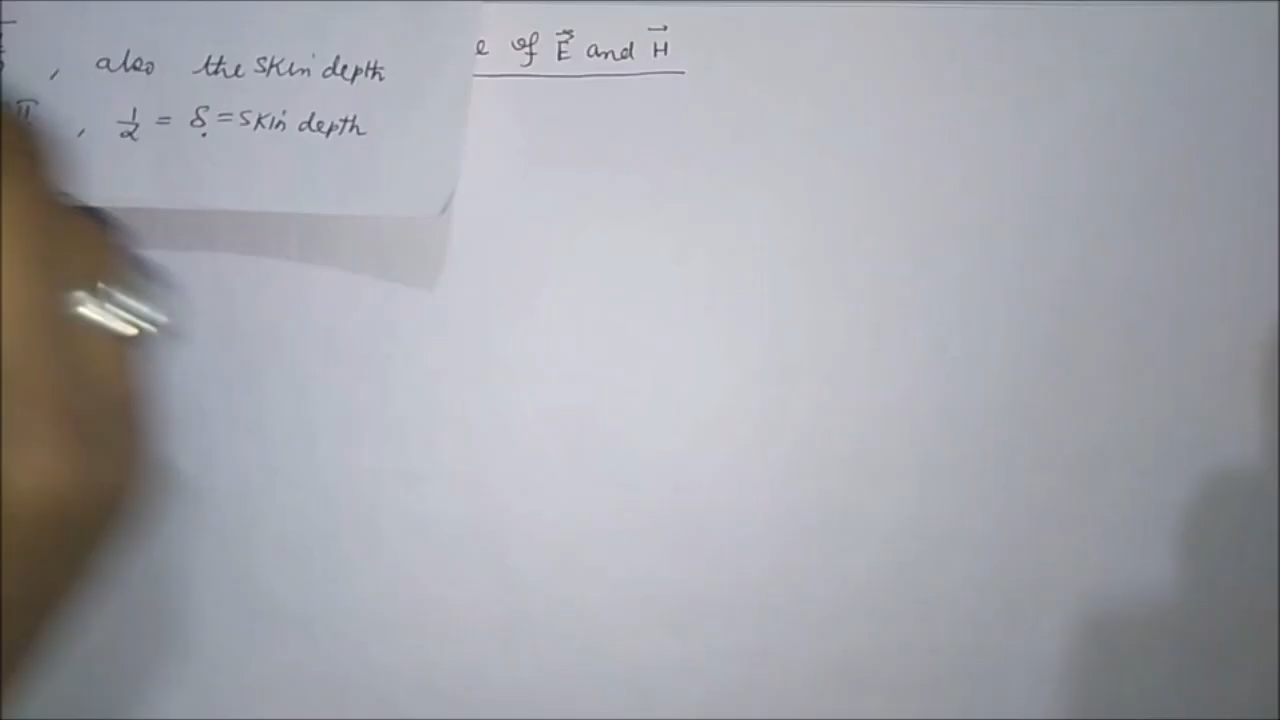 e of E⃗ and H⃗
, also the skin depth
π , 1/α = δ = skin depth